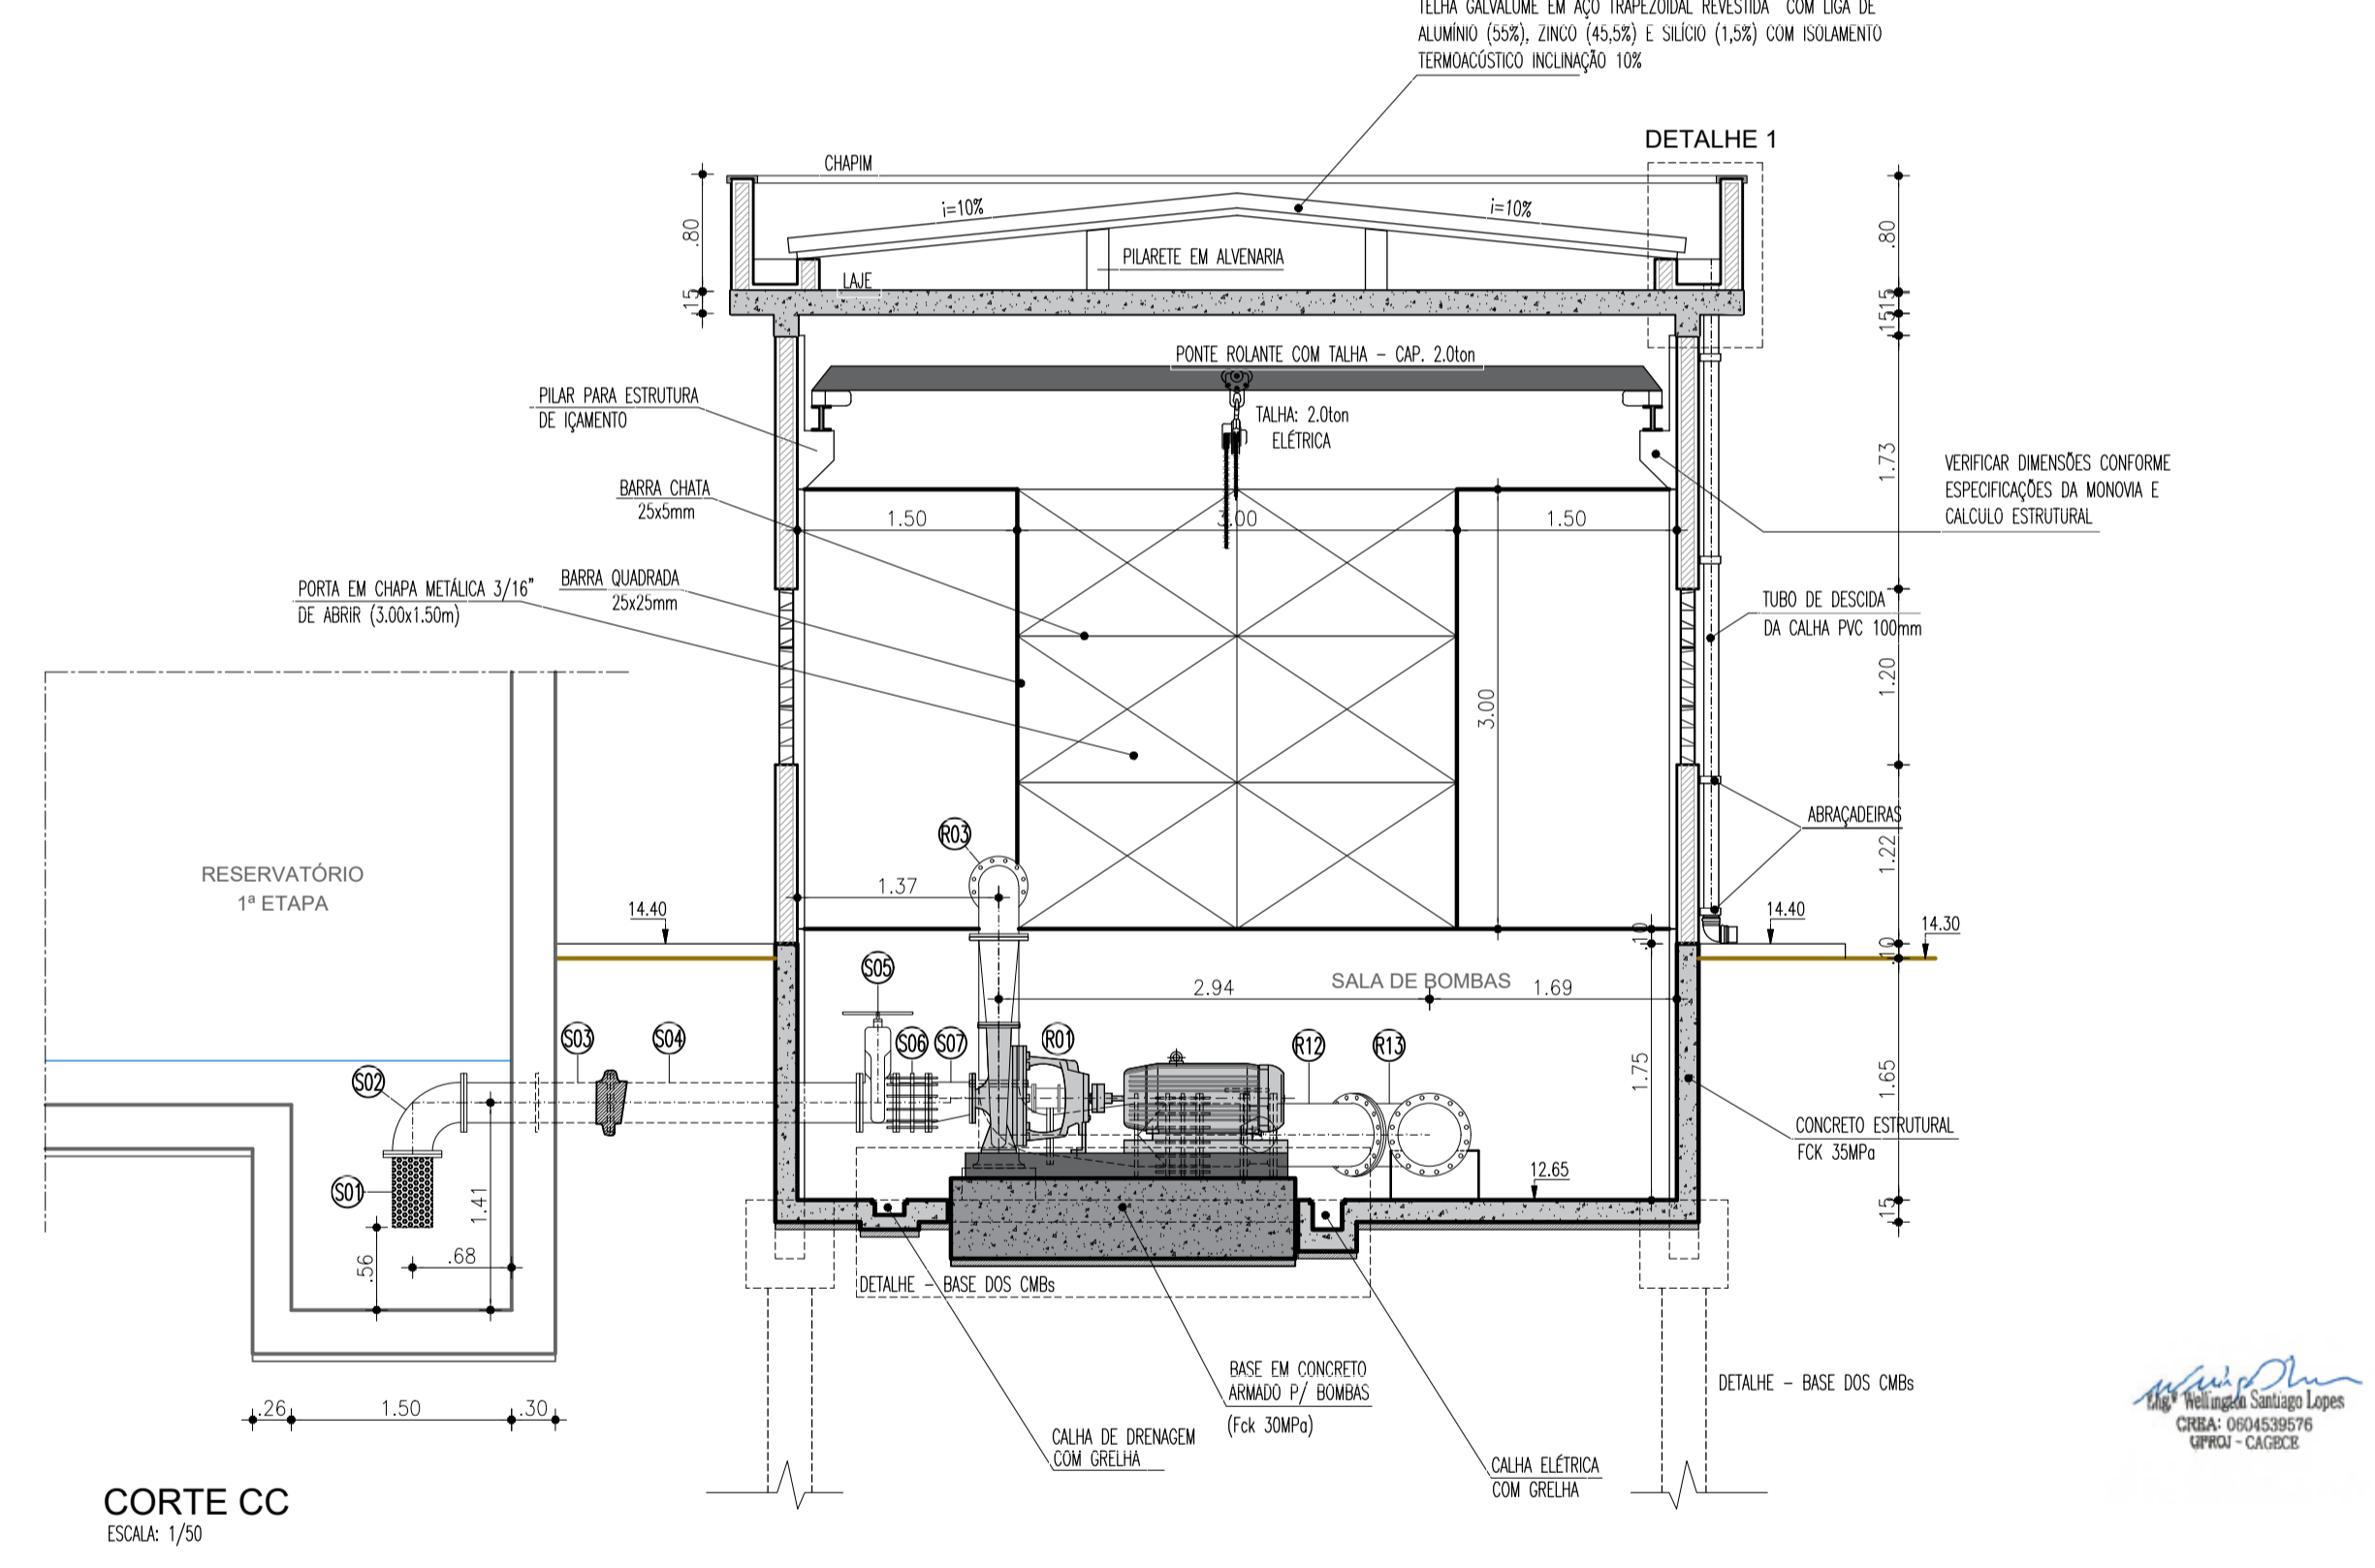 TELHA GALVALUME EM AÇO TRAPEZOIDAL REVESTIDA COM LIGA DE
ALUMÍNIO (55%), ZINCO (45,5%) E SILÍCIO (1,5%) COM ISOLAMENTO
TERMOACÚSTICO INCLINAÇÃO 10%
DETALHE 1
CHAPIM
i=10%
i=10%
.80
.80
PILARETE EM ALVENARIA
LAJE
15
15
15
PONTE ROLANTE COM TALHA - CAP. 2.0ton
PILAR PARA ESTRUTURA
DE IÇAMENTO
TALHA: 2.0ton
ELÉTRICA
1.73
VERIFICAR DIMENSÕES CONFORME
ESPECIFICAÇÕES DA MONOVIA E
CALCULO ESTRUTURAL
BARRA CHATA
25x5mm
1.50
3.00
1.50
PORTA EM CHAPA METÁLICA 3/16"
DE ABRIR (3.00x1.50m)
BARRA QUADRADA
25x25mm
TUBO DE DESCIDA
DA CALHA PVC 100mm
1.20
3.00
ABRAÇADEIRAS
1.22
R03
RESERVATÓRIO
1ª ETAPA
1.37
14.40
14.40
14.30
.10
.10
S05
SALA DE BOMBAS
2.94
1.69
S03
S04
S06
S07
R01
R12
R13
S02
1.75
1.65
CONCRETO ESTRUTURAL
FCK 35MPa
12.65
S01
1.41
15
.56
.68
DETALHE - BASE DOS CMBs
BASE EM CONCRETO
ARMADO P/ BOMBAS
(Fck 30MPa)
DETALHE - BASE DOS CMBs
.26
1.50
.30
CALHA DE DRENAGEM
COM GRELHA
CALHA ELÉTRICA
COM GRELHA
Engº Wellington Santiago Lopes
CREA: 0604539576
GPROJ - CAGECE
CORTE CC
ESCALA: 1/50